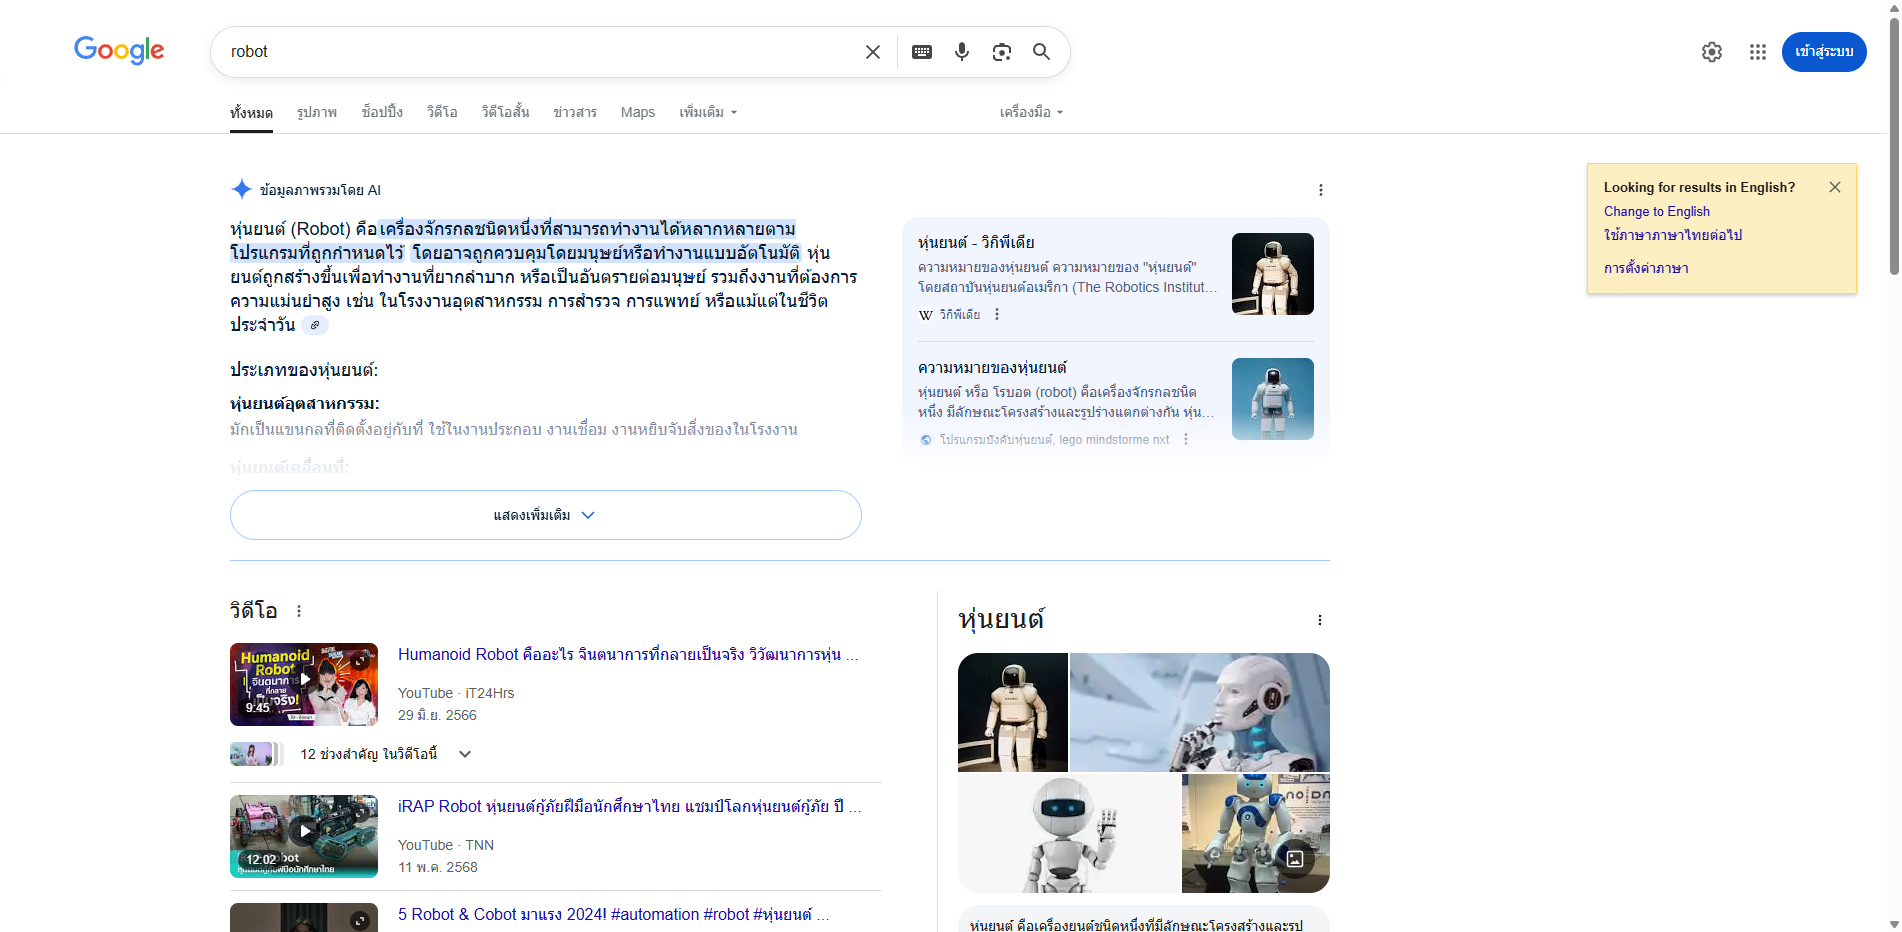 Google
robot
เข้าสู่ระบบ
ทั้งหมด รูปภาพ ช็อปปิ้ง วิดีโอ วิดีโอสั้น ข่าวสาร Maps เพิ่มเติม เครื่องมือ
ข้อมูลภาพรวมโดย AI
หุ่นยนต์ (Robot) คือเครื่องจักรกลชนิดหนึ่งที่สามารถทำงานได้หลากหลายตาม
โปรแกรมที่ถูกกำหนดไว้ โดยอาจถูกควบคุมโดยมนุษย์หรือทำงานแบบอัตโนมัติ หุ่น
ยนต์ถูกสร้างขึ้นเพื่อทำงานที่ยากลำบาก หรือเป็นอันตรายต่อมนุษย์ รวมถึงงานที่ต้องการ
ความแม่นยำสูง เช่น ในโรงงานอุตสาหกรรม การสำรวจ การแพทย์ หรือแม้แต่ในชีวิต
ประจำวัน
ประเภทของหุ่นยนต์:
หุ่นยนต์อุตสาหกรรม:
มักเป็นแขนกลที่ติดตั้งอยู่กับที่ ใช้ในงานประกอบ งานเชื่อม งานหยิบจับสิ่งของในโรงงาน
หุ่นยนต์เคลื่อนที่:
แสดงเพิ่มเติม
หุ่นยนต์ - วิกิพีเดีย
ความหมายของหุ่นยนต์ ความหมายของ "หุ่นยนต์"
โดยสถาบันหุ่นยนต์อเมริกา (The Robotics Institut...
W วิกิพีเดีย
ความหมายของหุ่นยนต์
หุ่นยนต์ หรือ โรบอต (robot) คือเครื่องจักรกลชนิด
หนึ่ง มีลักษณะโครงสร้างและรูปร่างแตกต่างกัน หุ่น...
โปรแกรมบังคับหุ่นยนต์, lego mindstorme nxt
Looking for results in English?
Change to English
ใช้ภาษาภาษาไทยต่อไป
การตั้งค่าภาษา
วิดีโอ
Humanoid
Robot
จินตนาการ
ที่กลาย
เป็นจริง!
9:45
Humanoid Robot คืออะไร จินตนาการที่กลายเป็นจริง วิวัฒนาการหุ่น ...
YouTube · iT24Hrs
29 มิ.ย. 2566
12 ช่วงสำคัญ ในวิดีโอนี้
12:02
iRAP Robot หุ่นยนต์กู้ภัยฝีมือนักศึกษาไทย แชมป์โลกหุ่นยนต์กู้ภัย ปี ...
YouTube · TNN
11 พ.ค. 2568
5 Robot & Cobot มาแรง 2024! #automation #robot #หุ่นยนต์ ...
หุ่นยนต์
หุ่นยนต์ คือเครื่องยนต์ชนิดหนึ่งที่มีลักษณะโครงสร้างและรูป